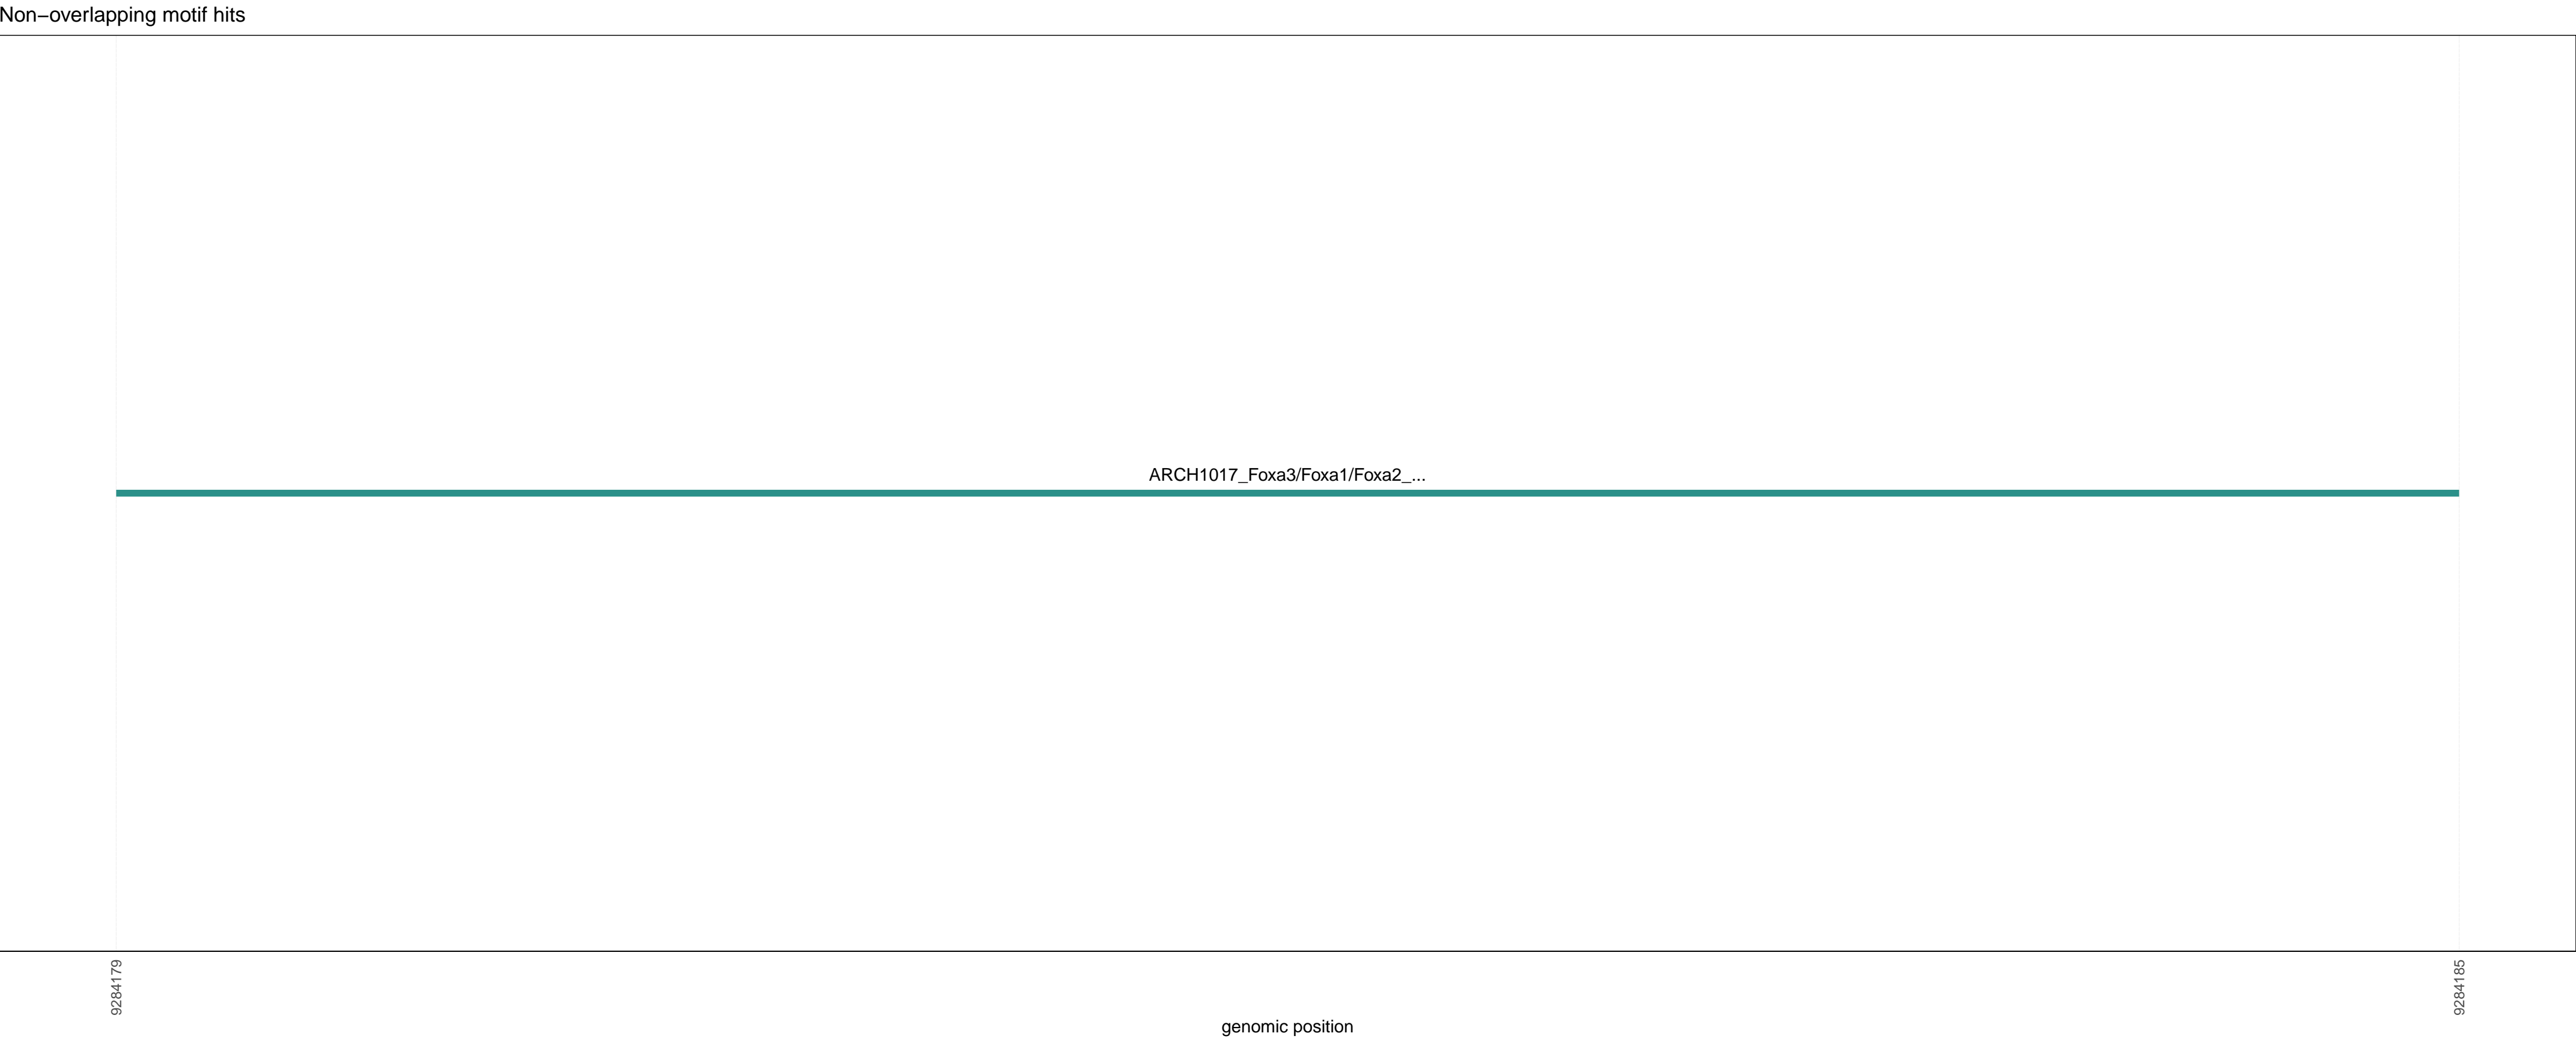 Non−overlapping motif hits
ARCH1017_Foxa3/Foxa1/Foxa2_...
9284179
9284185
genomic position